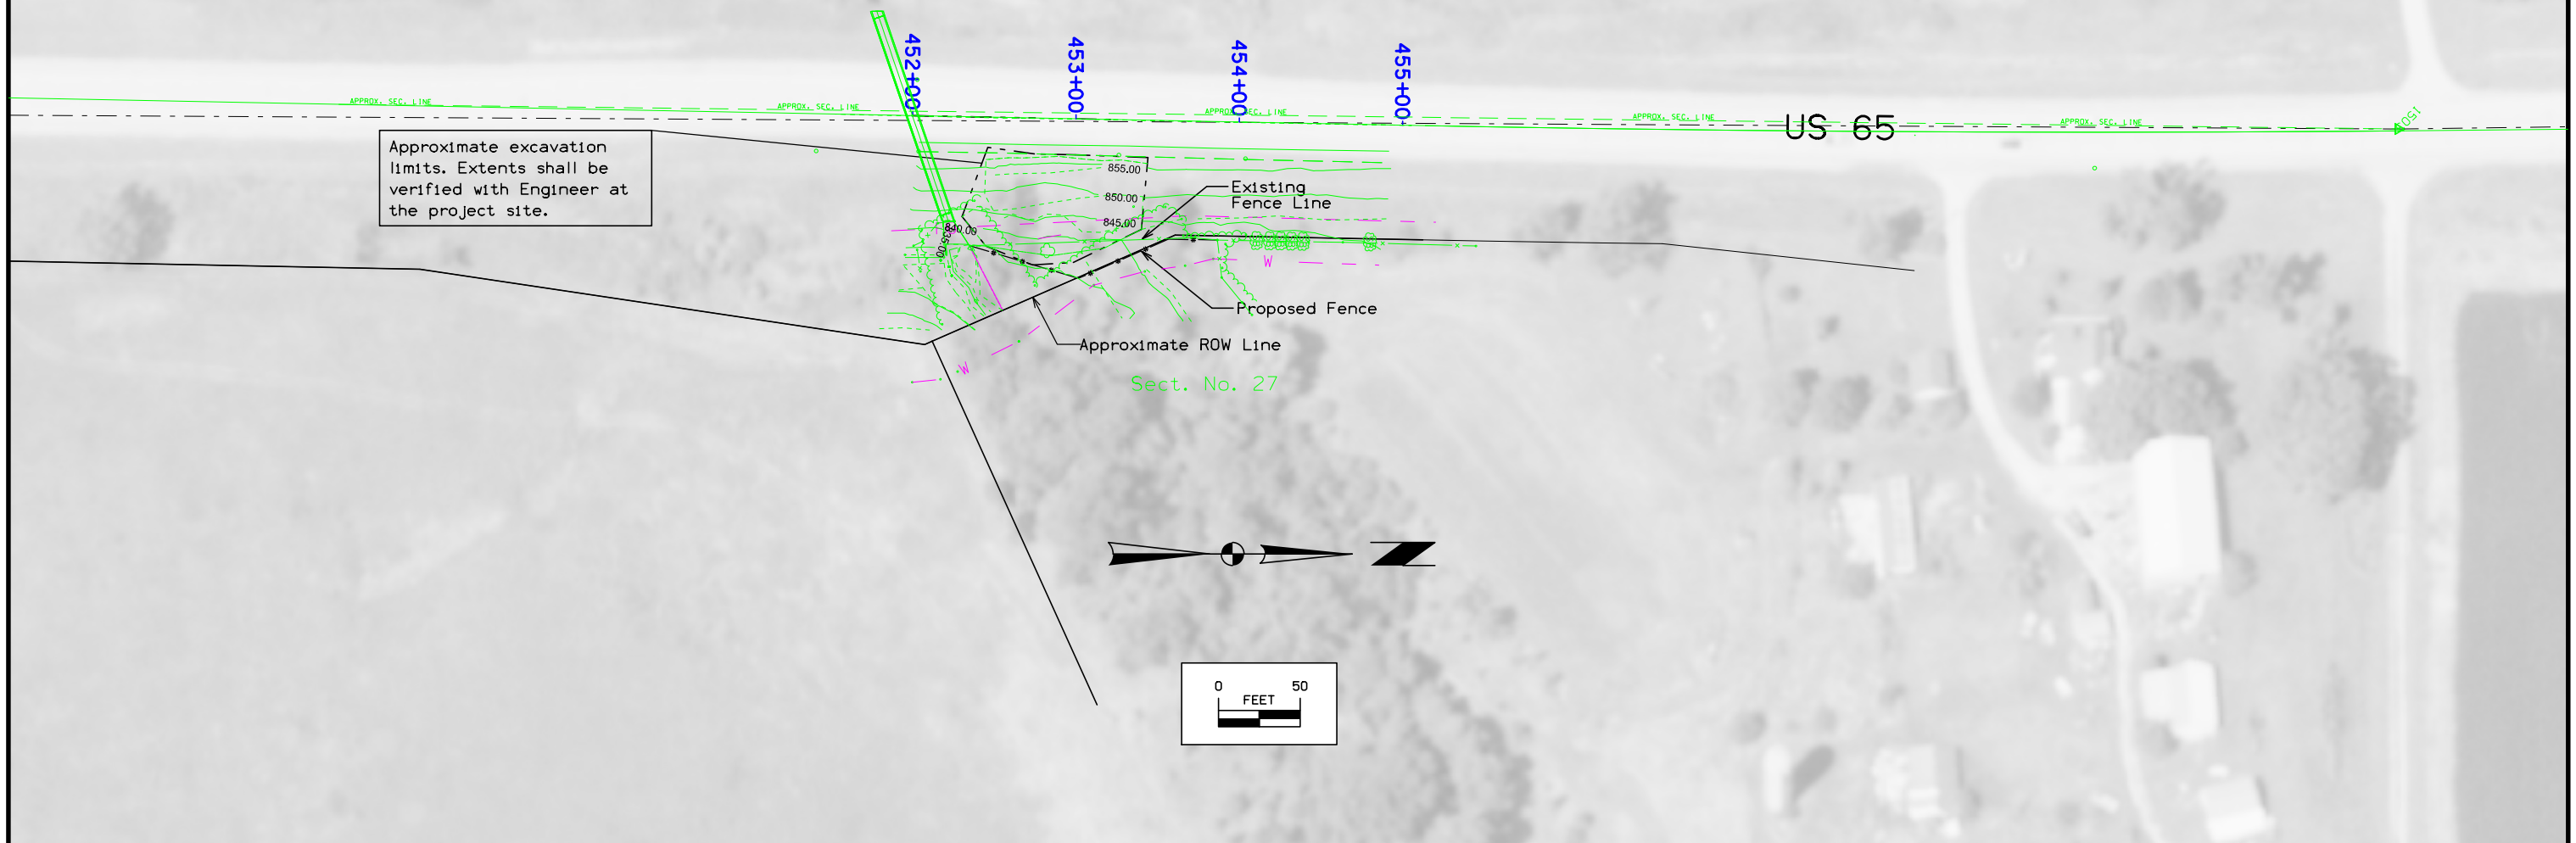 452+00
453+00
454+00
455+00
APPROX. SEC. LINE
APPROX. SEC. LINE
APPROX. SEC. LINE
APPROX. SEC. LINE
APPROX. SEC. LINE
US 65
Approximate excavation
limits. Extents shall be
verified with Engineer at
the project site.
855.00
850.00
845.00
840.00
835.00
Existing
Fence Line
W
Proposed Fence
Approximate ROW Line
W
Sect. No. 27
Z
0 50
FEET